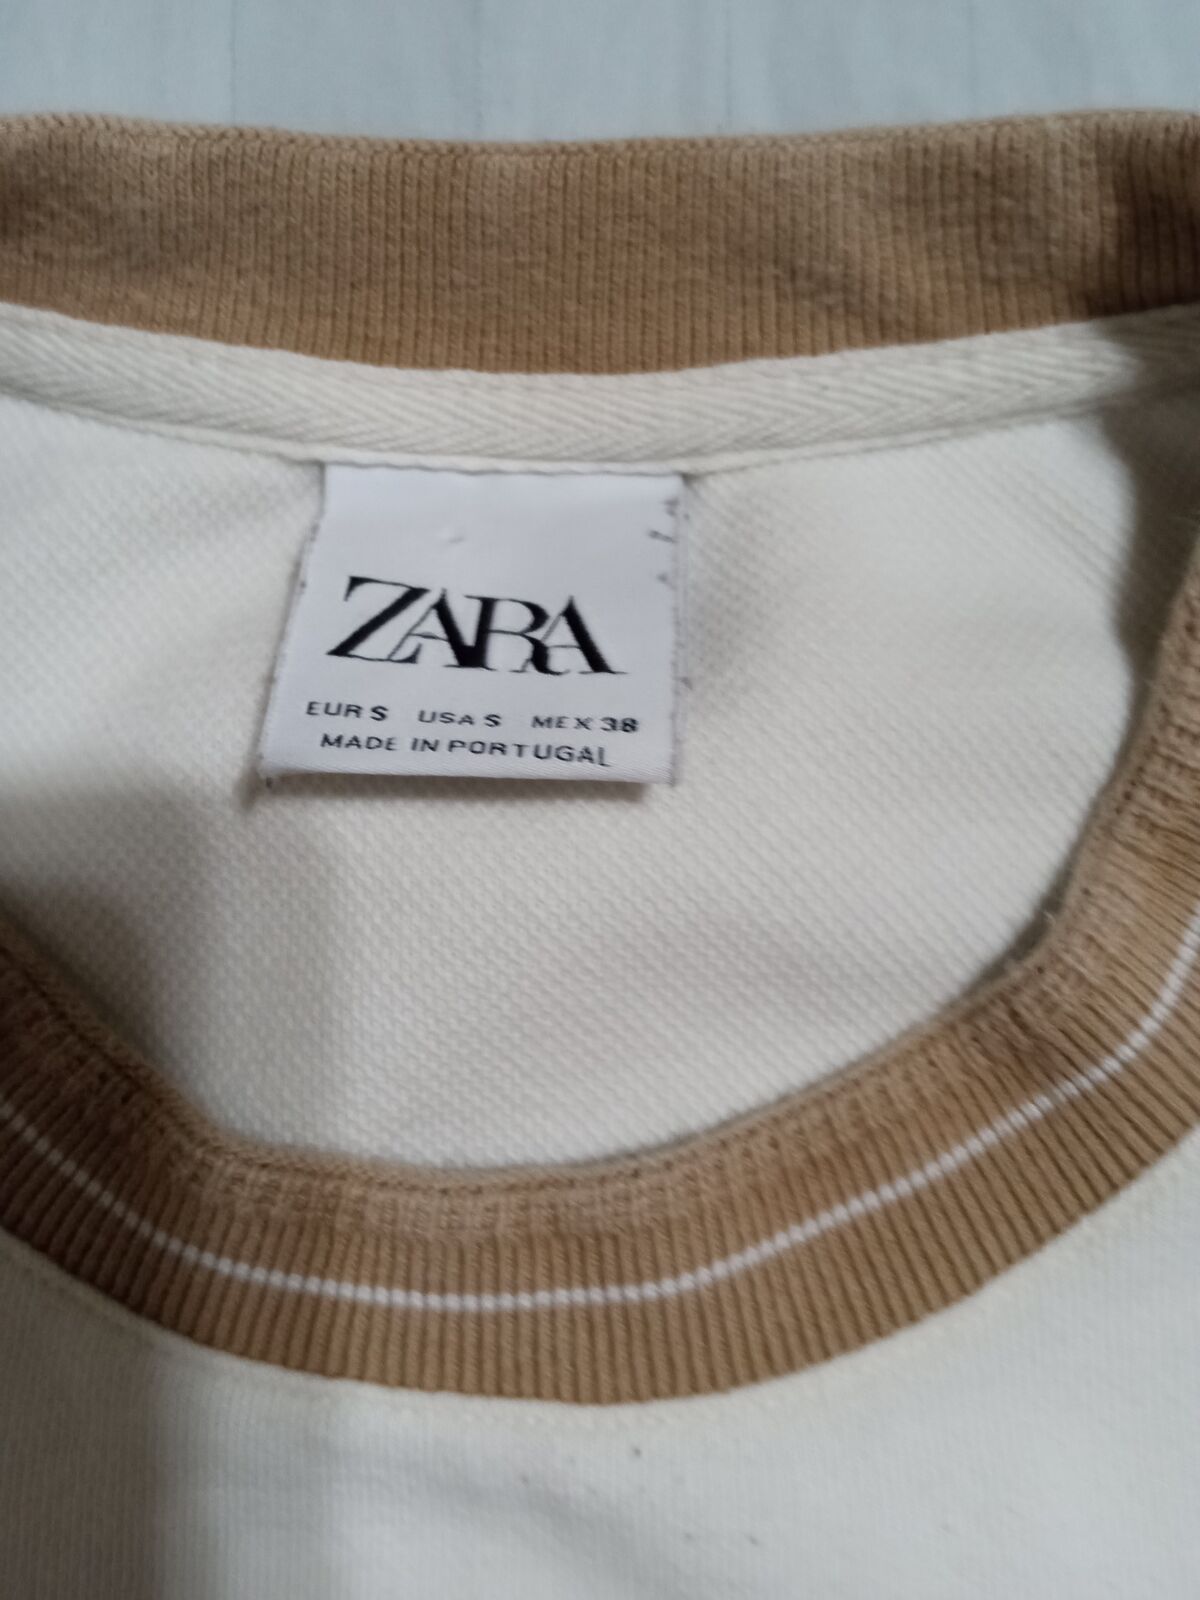 ZARA
EUR S USA S MEX 38
MADE IN PORTUGAL